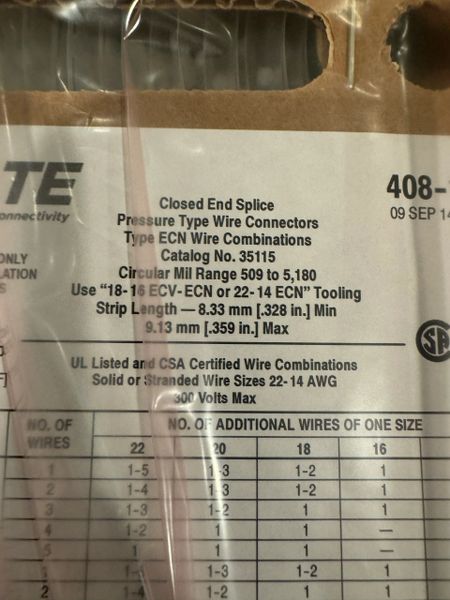 TE
408-
connectivity
09 SEP 14
Closed End Splice
Pressure Type Wire Connectors
Type ECN Wire Combinations
Catalog No. 35115
Circular Mil Range 509 to 5,180
Use “18-16 ECV-ECN or 22-14 ECN” Tooling
Strip Length — 8.33 mm [.328 in.] Min
9.13 mm [.359 in.] Max
ONLY
UL Listed and CSA Certified Wire Combinations
Solid or Stranded Wire Sizes 22-14 AWG
300 Volts Max
NO. OF WIRES
NO. OF ADDITIONAL WIRES OF ONE SIZE
22 20 18 16
1 1-5 1-3 1-2 1
2 1-4 1-3 1-2 1
3 1-3 1-2 1 1
4 1-2 1 1 —
5 1 1 1 —
1 1-4 1-3 1-2 1
2 1-4 1-2 1 1